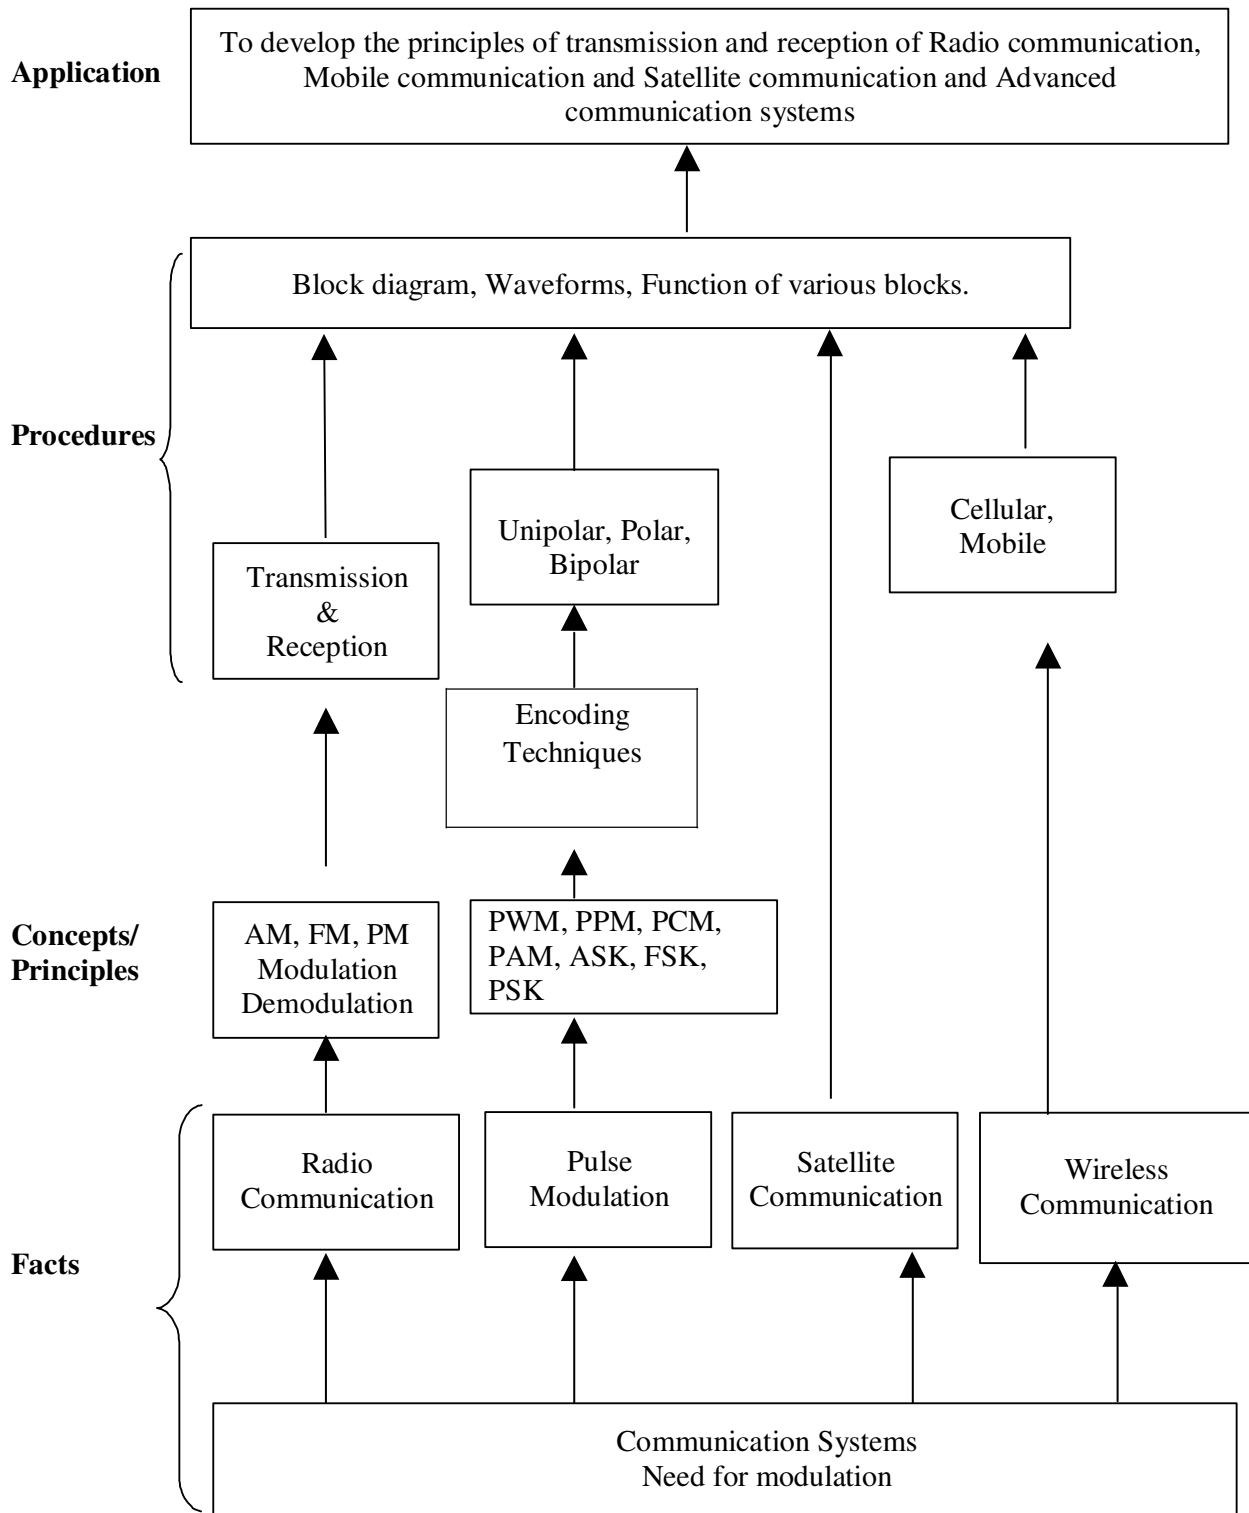 Application
To develop the principles of transmission and reception of Radio communication,
Mobile communication and Satellite communication and Advanced
communication systems
Block diagram, Waveforms, Function of various blocks.
Procedures
Transmission
&
Reception
Unipolar, Polar,
Bipolar
Cellular,
Mobile
Encoding
Techniques
Concepts/
Principles
AM, FM, PM
Modulation
Demodulation
PWM, PPM, PCM,
PAM, ASK, FSK,
PSK
Facts
Radio
Communication
Pulse
Modulation
Satellite
Communication
Wireless
Communication
Communication Systems
Need for modulation